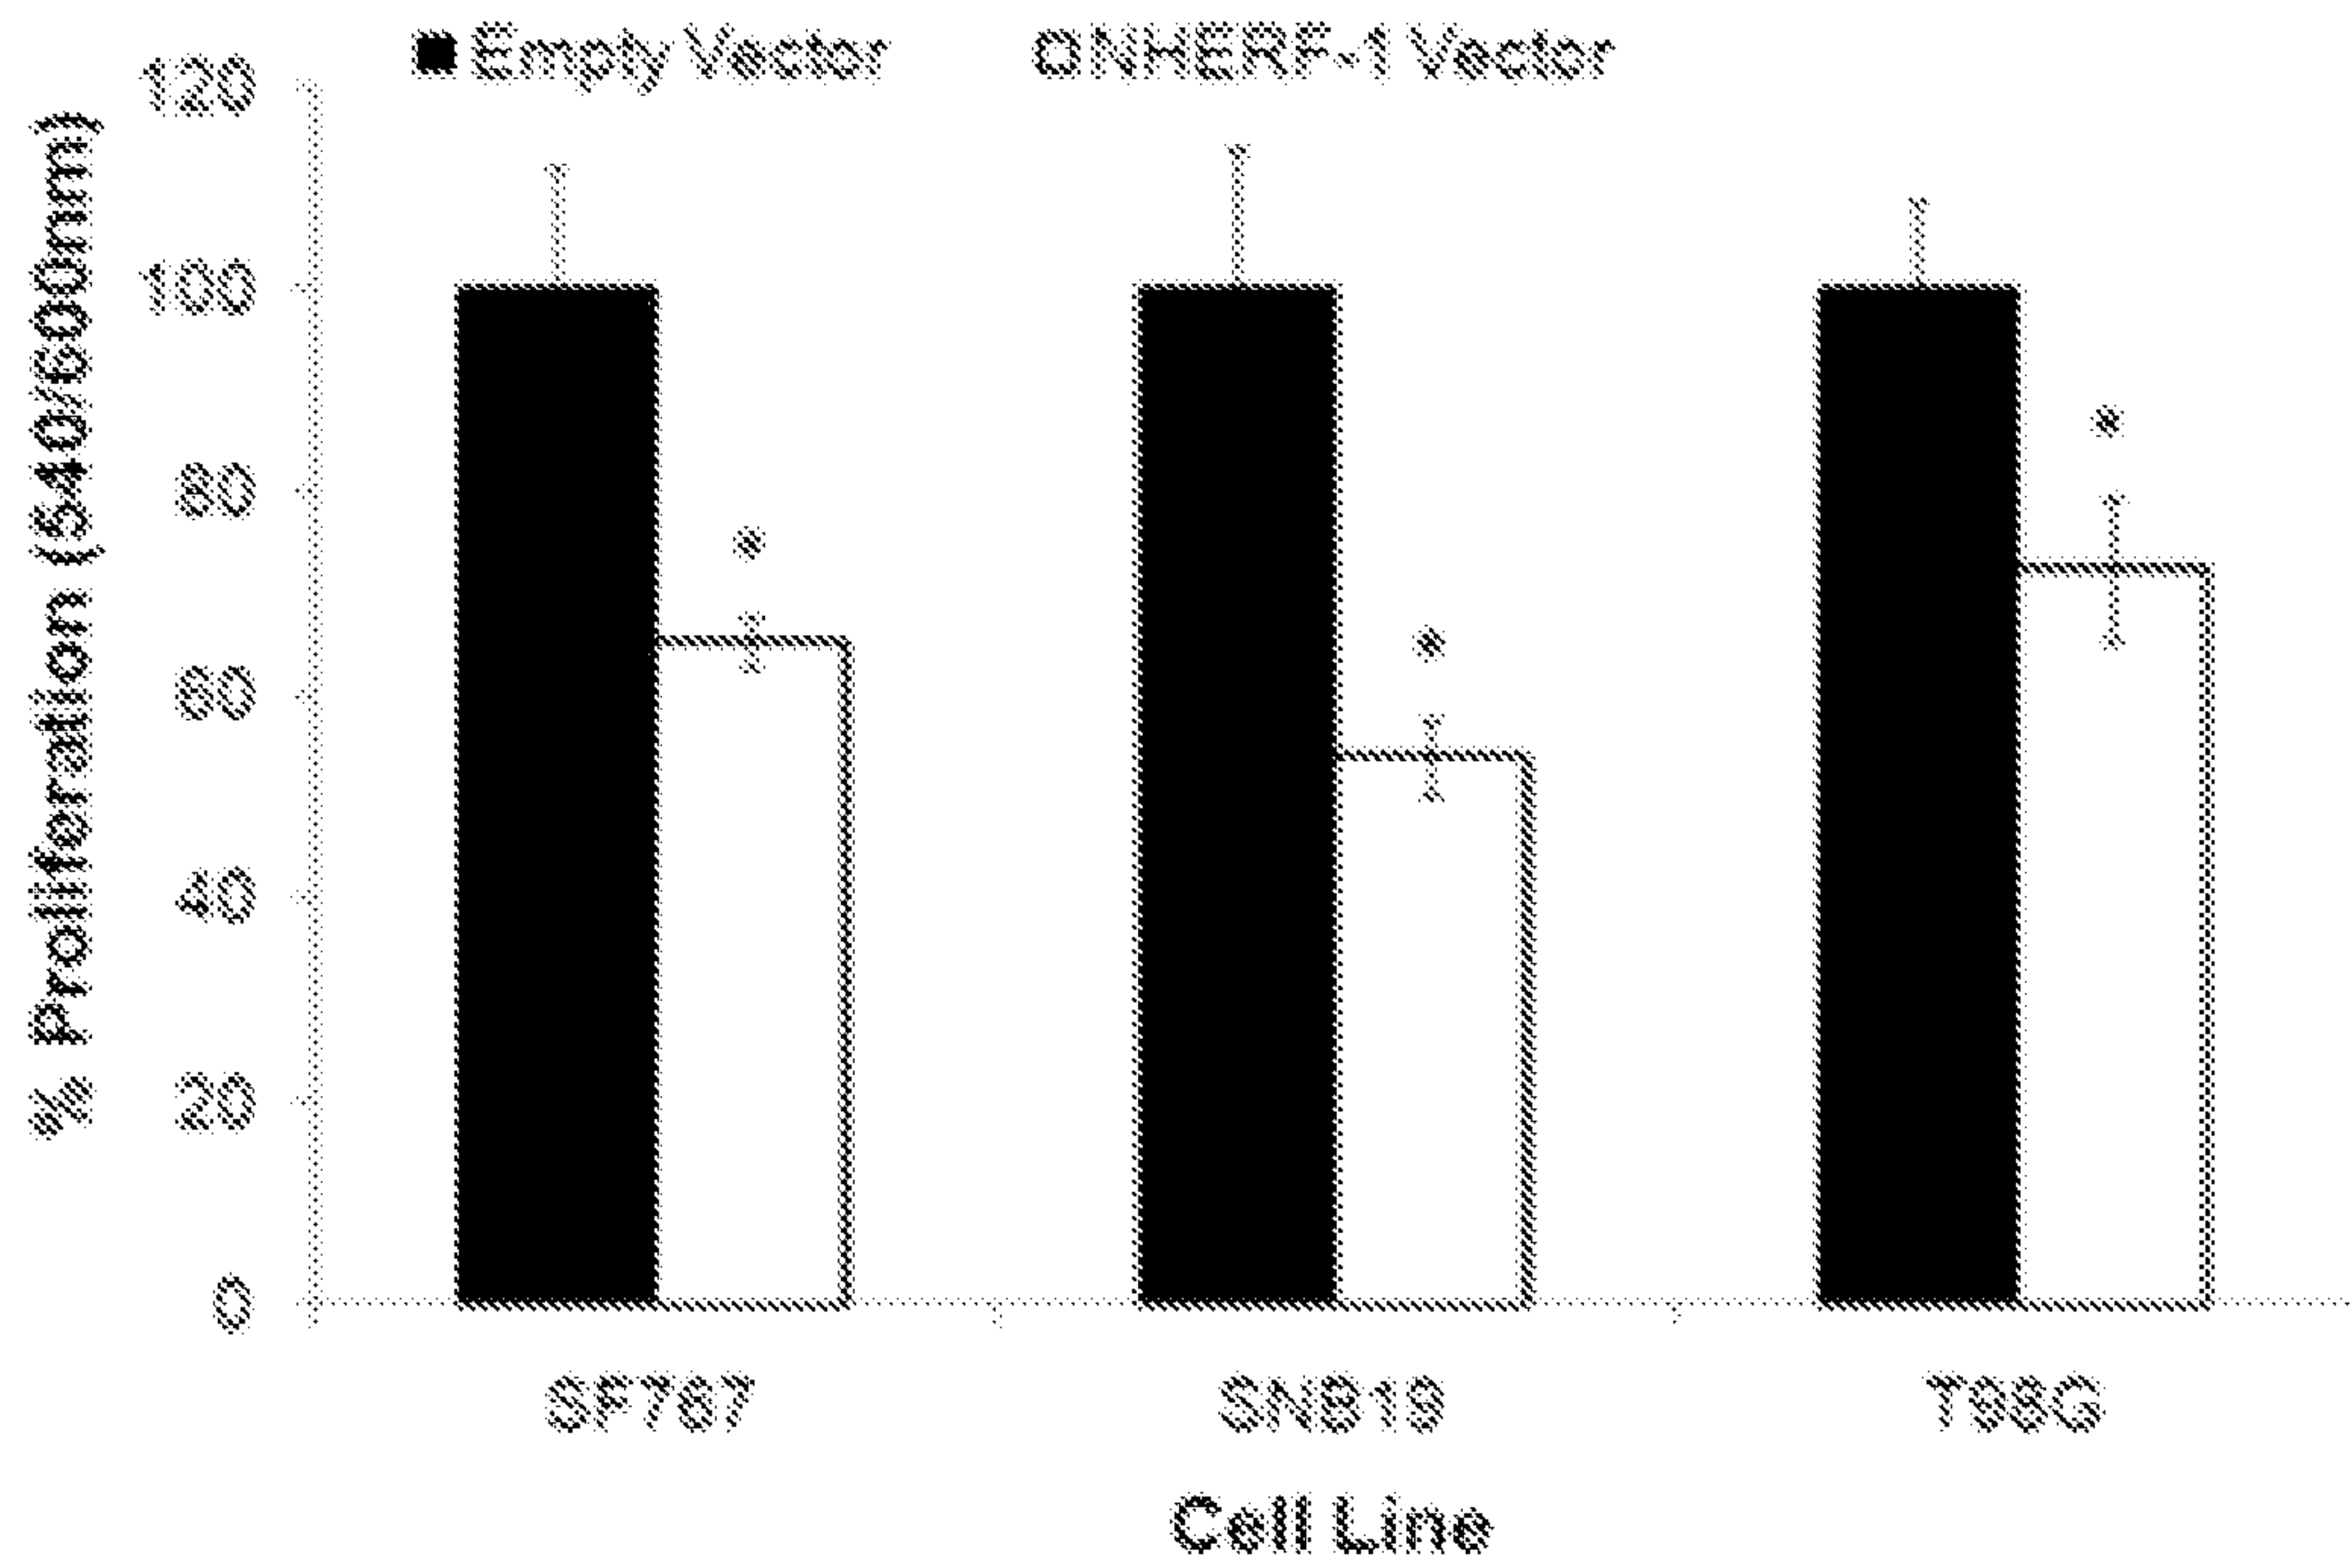 Empty Vector NHERF-1 Vector
% Proliferation (540/600nm)
120
100
80
60
40
20
0
*
*
*
SF767 SNB19 T98G
Cell Line